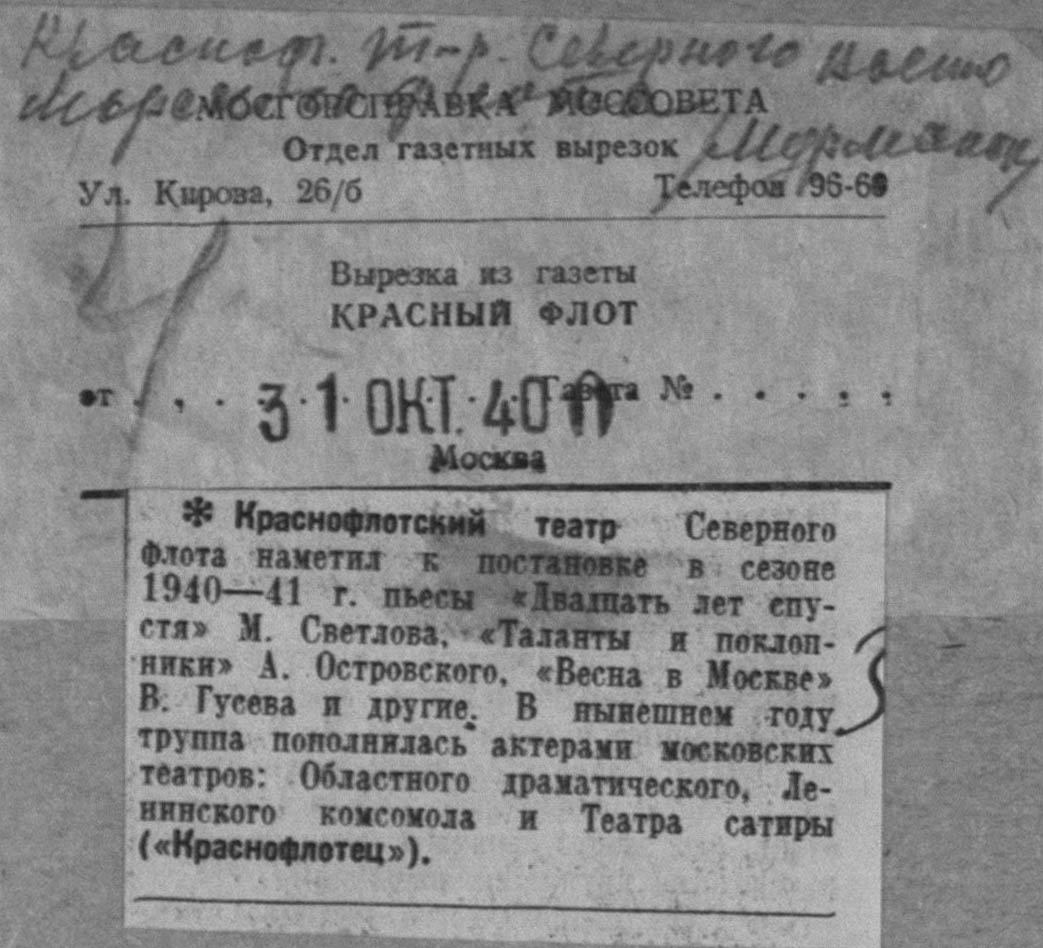 Краснофл. т-р. Северного военно
Морского
МОСГОРСПРАВКА МОССОВЕТА
Отдел газетных вырезок
Мурманск
Ул. Кирова, 26/б Телефон 96-69
Вырезка из газеты
КРАСНЫЙ ФЛОТ
от . . . 31 ОКТ. 40 Газета № . . . . .
Москва
* Краснофлотский театр Северного
флота наметил к постановке в сезоне
1940—41 г. пьесы «Двадцать лет спу-
стя» М. Светлова, «Таланты и поклон-
ники» А. Островского, «Весна в Москве»
В. Гусева и другие. В нынешнем году
труппа пополнилась актерами московских
театров: Областного драматического, Ле-
нинского комсомола и Театра сатиры
(«Краснофлотец»).